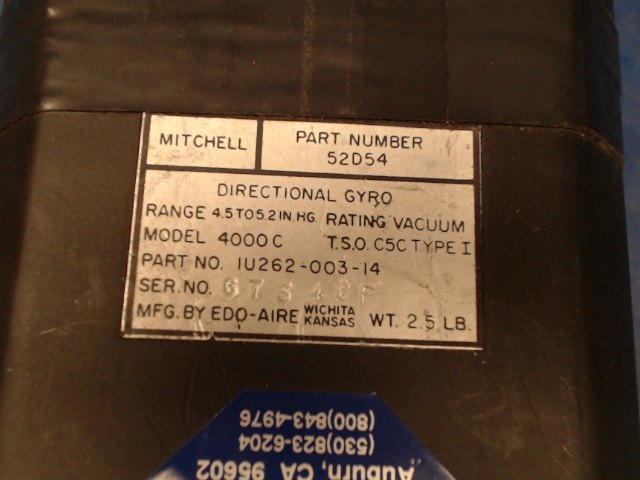 MITCHELL
PART NUMBER
52D54
DIRECTIONAL GYRO
RANGE 4.5 TO 5.2 IN. HG. RATING VACUUM
MODEL 4000 C T.S.O. C5C TYPE I
PART NO. 1U262-003-14
SER. NO. 67348F
MFG. BY EDO-AIRE WICHITA KANSAS WT. 2.5 LB.
Auburn, CA 95602
(530)823-6204
(800)843-4976